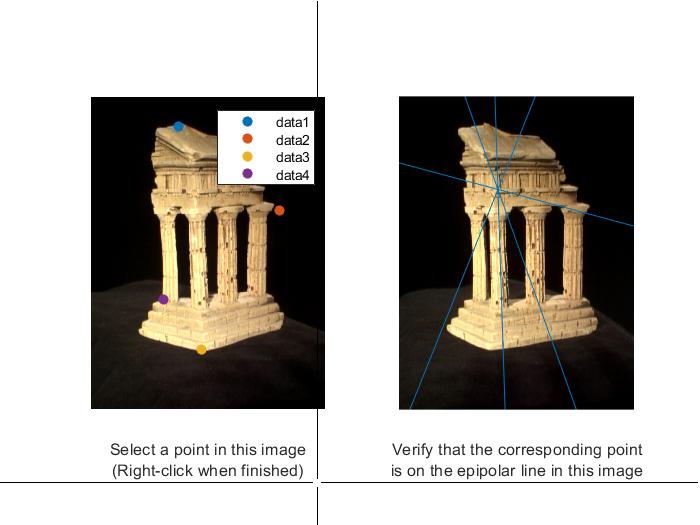 data1
data2
data3
data4
Select a point in this image
(Right-click when finished)
Verify that the corresponding point
is on the epipolar line in this image